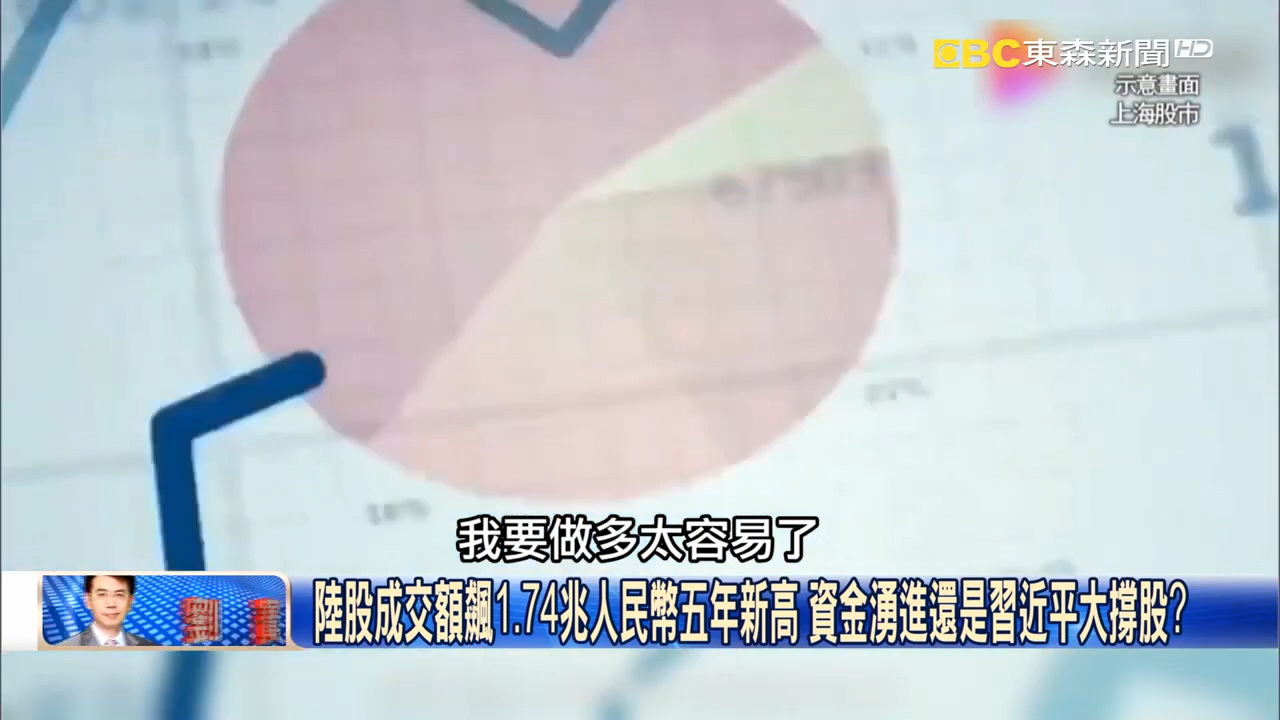 EBC東森新聞HD
示意畫面
上海股市
我要做多太容易了
陸股成交額飆1.74兆人民幣五年新高 資金湧進還是習近平大撐股?
劉